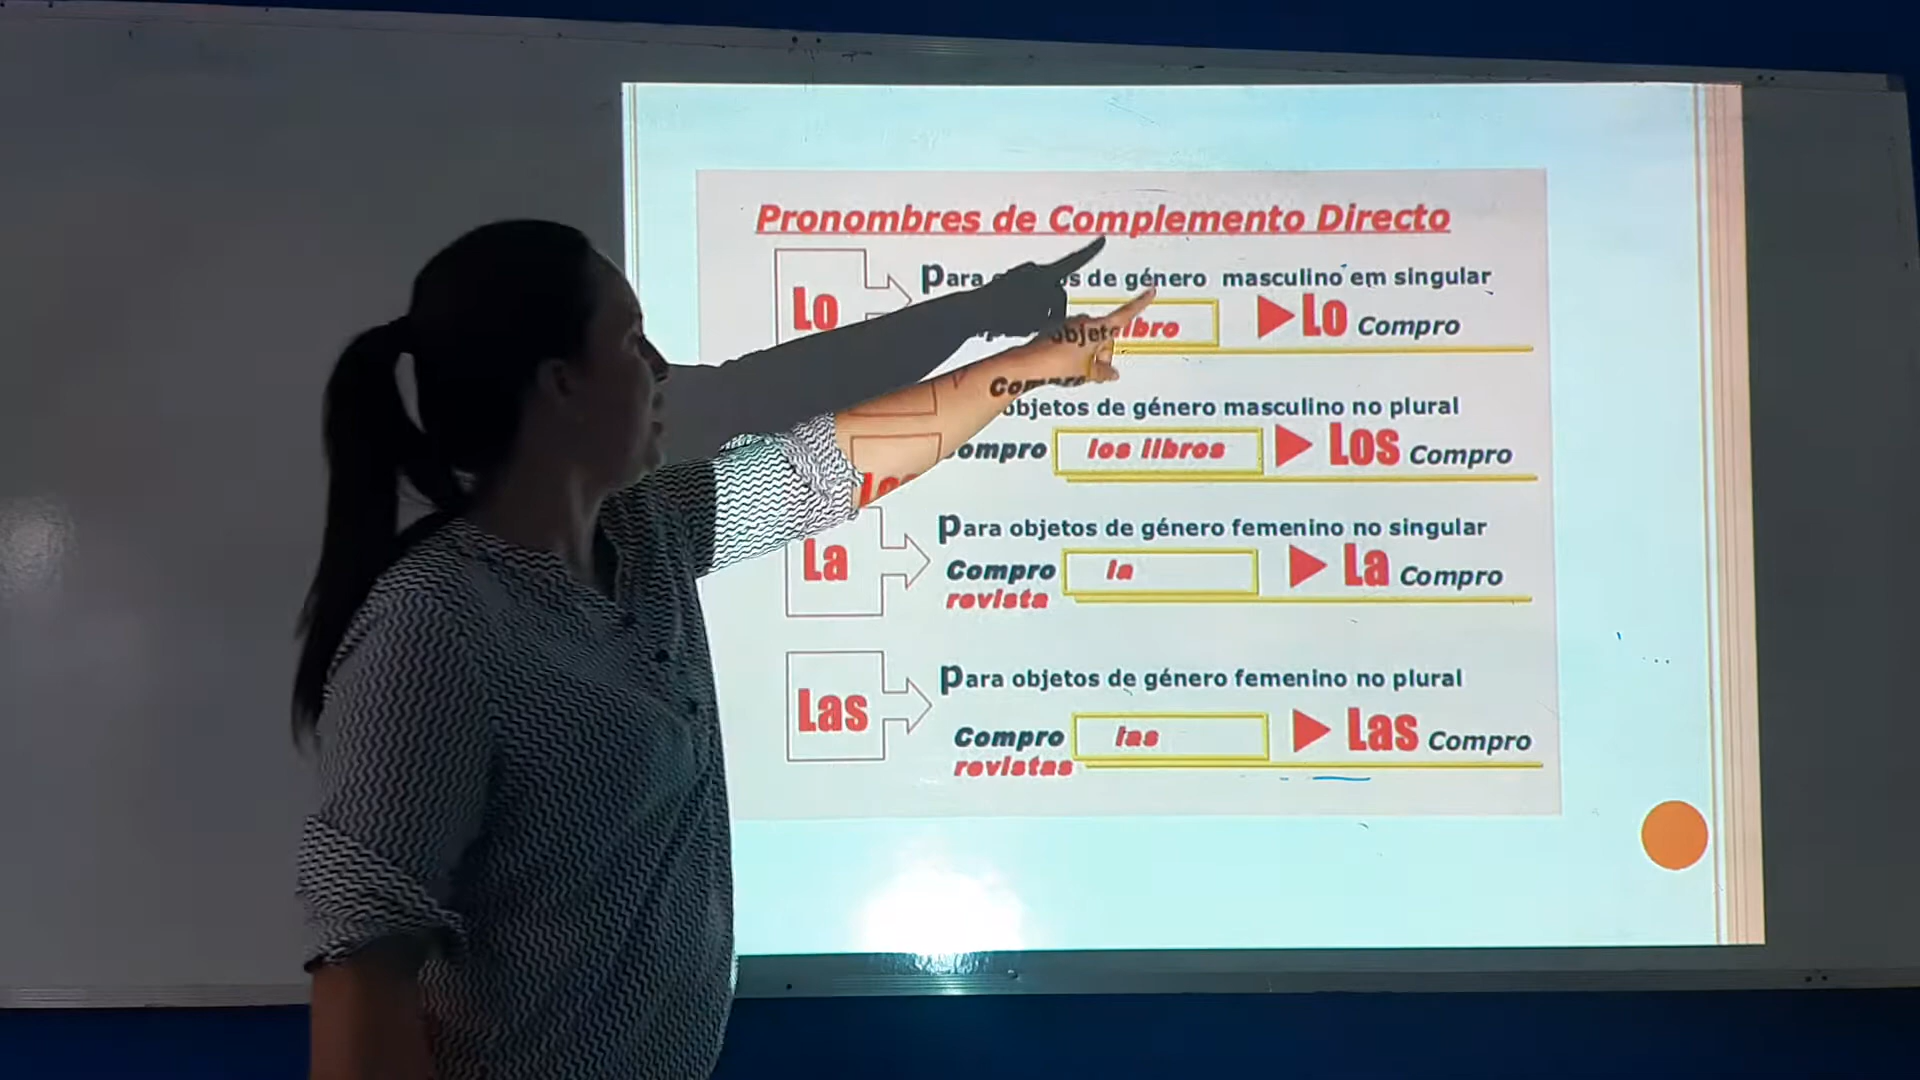 Pronombres de Complemento Directo
Lo
Para de género masculino em singular
libro Lo Compro
objetos de género masculino no plural
Compro los libros Los Compro
La
Para objetos de género femenino no singular
Compro la La Compro
revista
Las
Para objetos de género femenino no plural
Compro las Las Compro
revistas